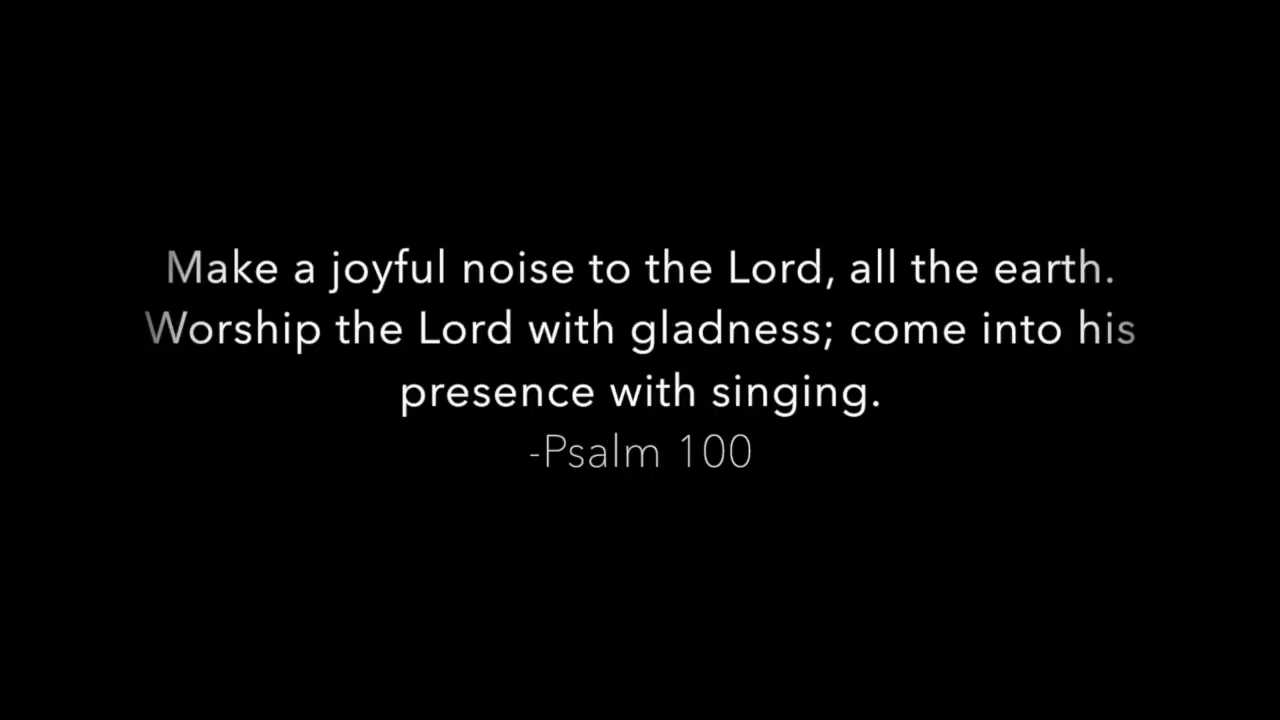 Make a joyful noise to the Lord, all the earth.
Worship the Lord with gladness; come into his
presence with singing.
-Psalm 100